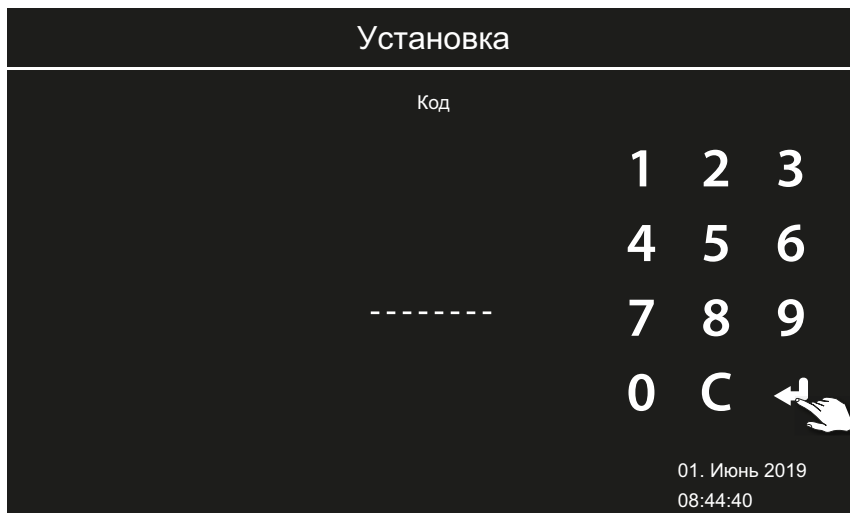 Установка
Код
1 2 3
4 5 6
--------
7 8 9
0 C
01. Июнь 2019
08:44:40